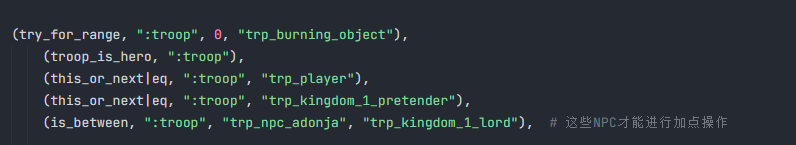 (try_for_range, ":troop", 0, "trp_burning_object"),
(troop_is_hero, ":troop"),
(this_or_next|eq, ":troop", "trp_player"),
(this_or_next|eq, ":troop", "trp_kingdom_1_pretender"),
(is_between, ":troop", "trp_npc_adonja", "trp_kingdom_1_lord"),  # 这些NPC才能进行加点操作